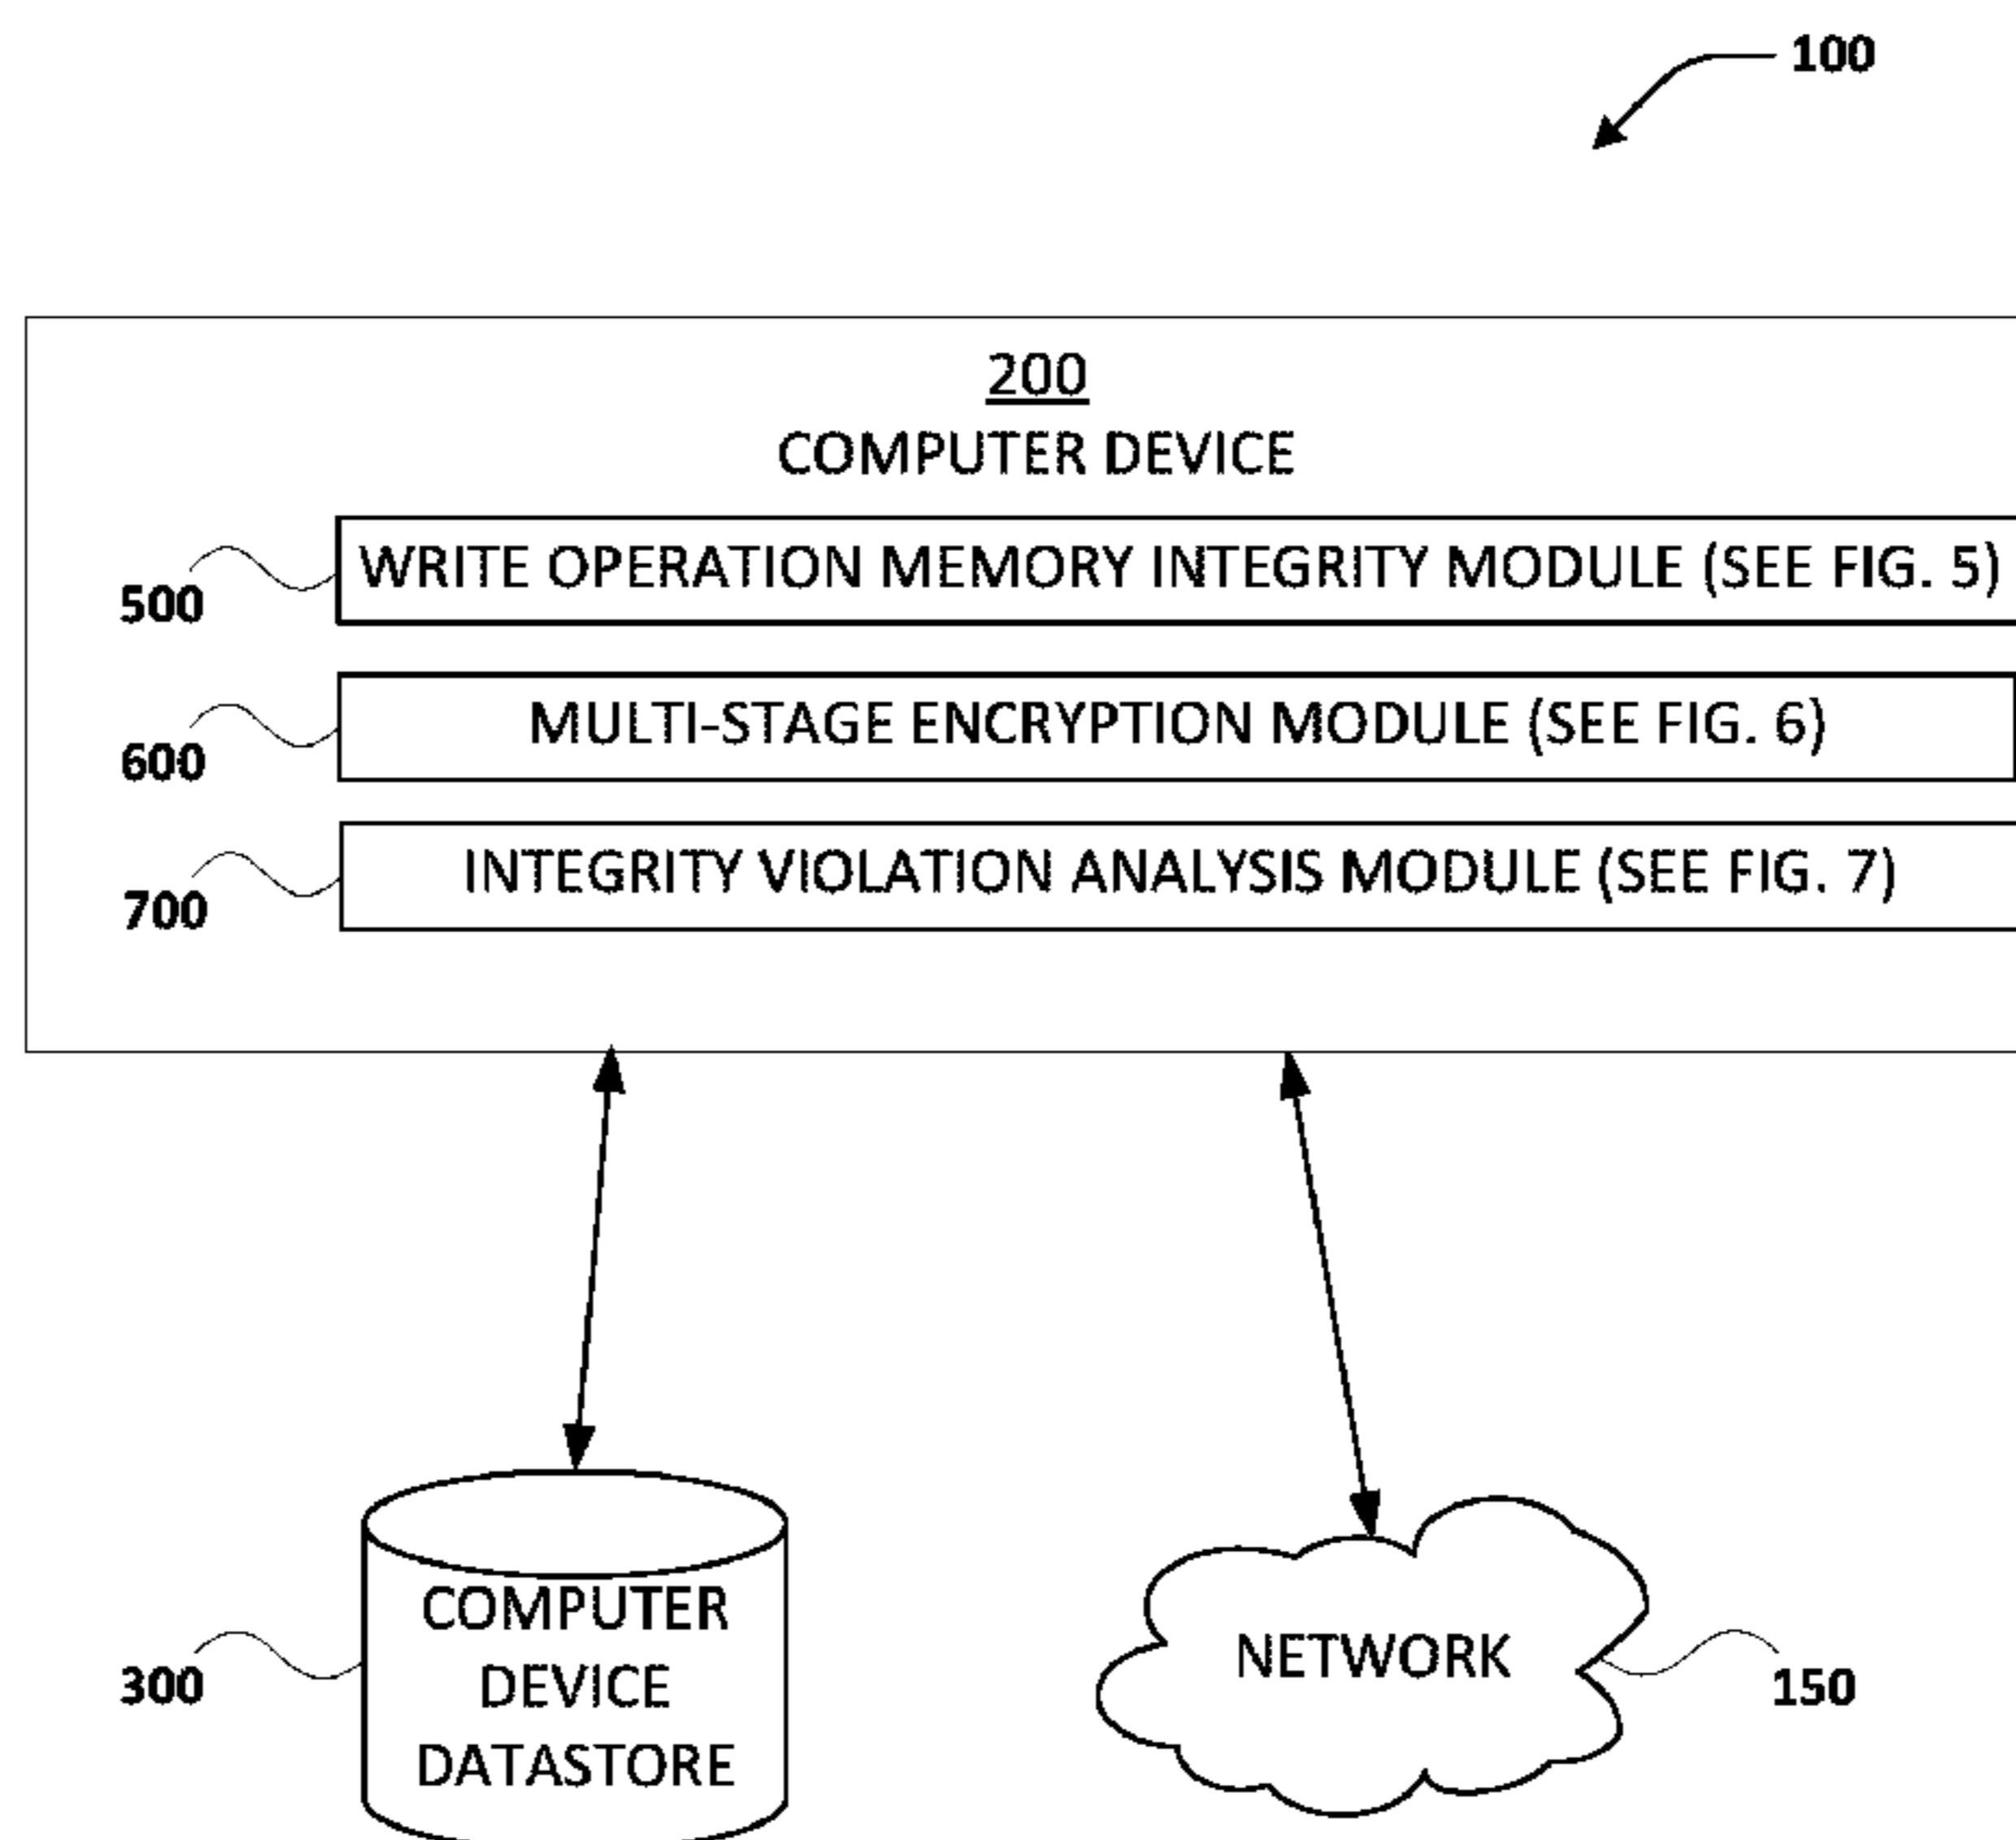 100
200
COMPUTER DEVICE
WRITE OPERATION MEMORY INTEGRITY MODULE (SEE FIG. 5)
500
MULTI-STAGE ENCRYPTION MODULE (SEE FIG. 6)
600
INTEGRITY VIOLATION ANALYSIS MODULE (SEE FIG. 7)
700
COMPUTER
DEVICE
DATASTORE
300
NETWORK
150